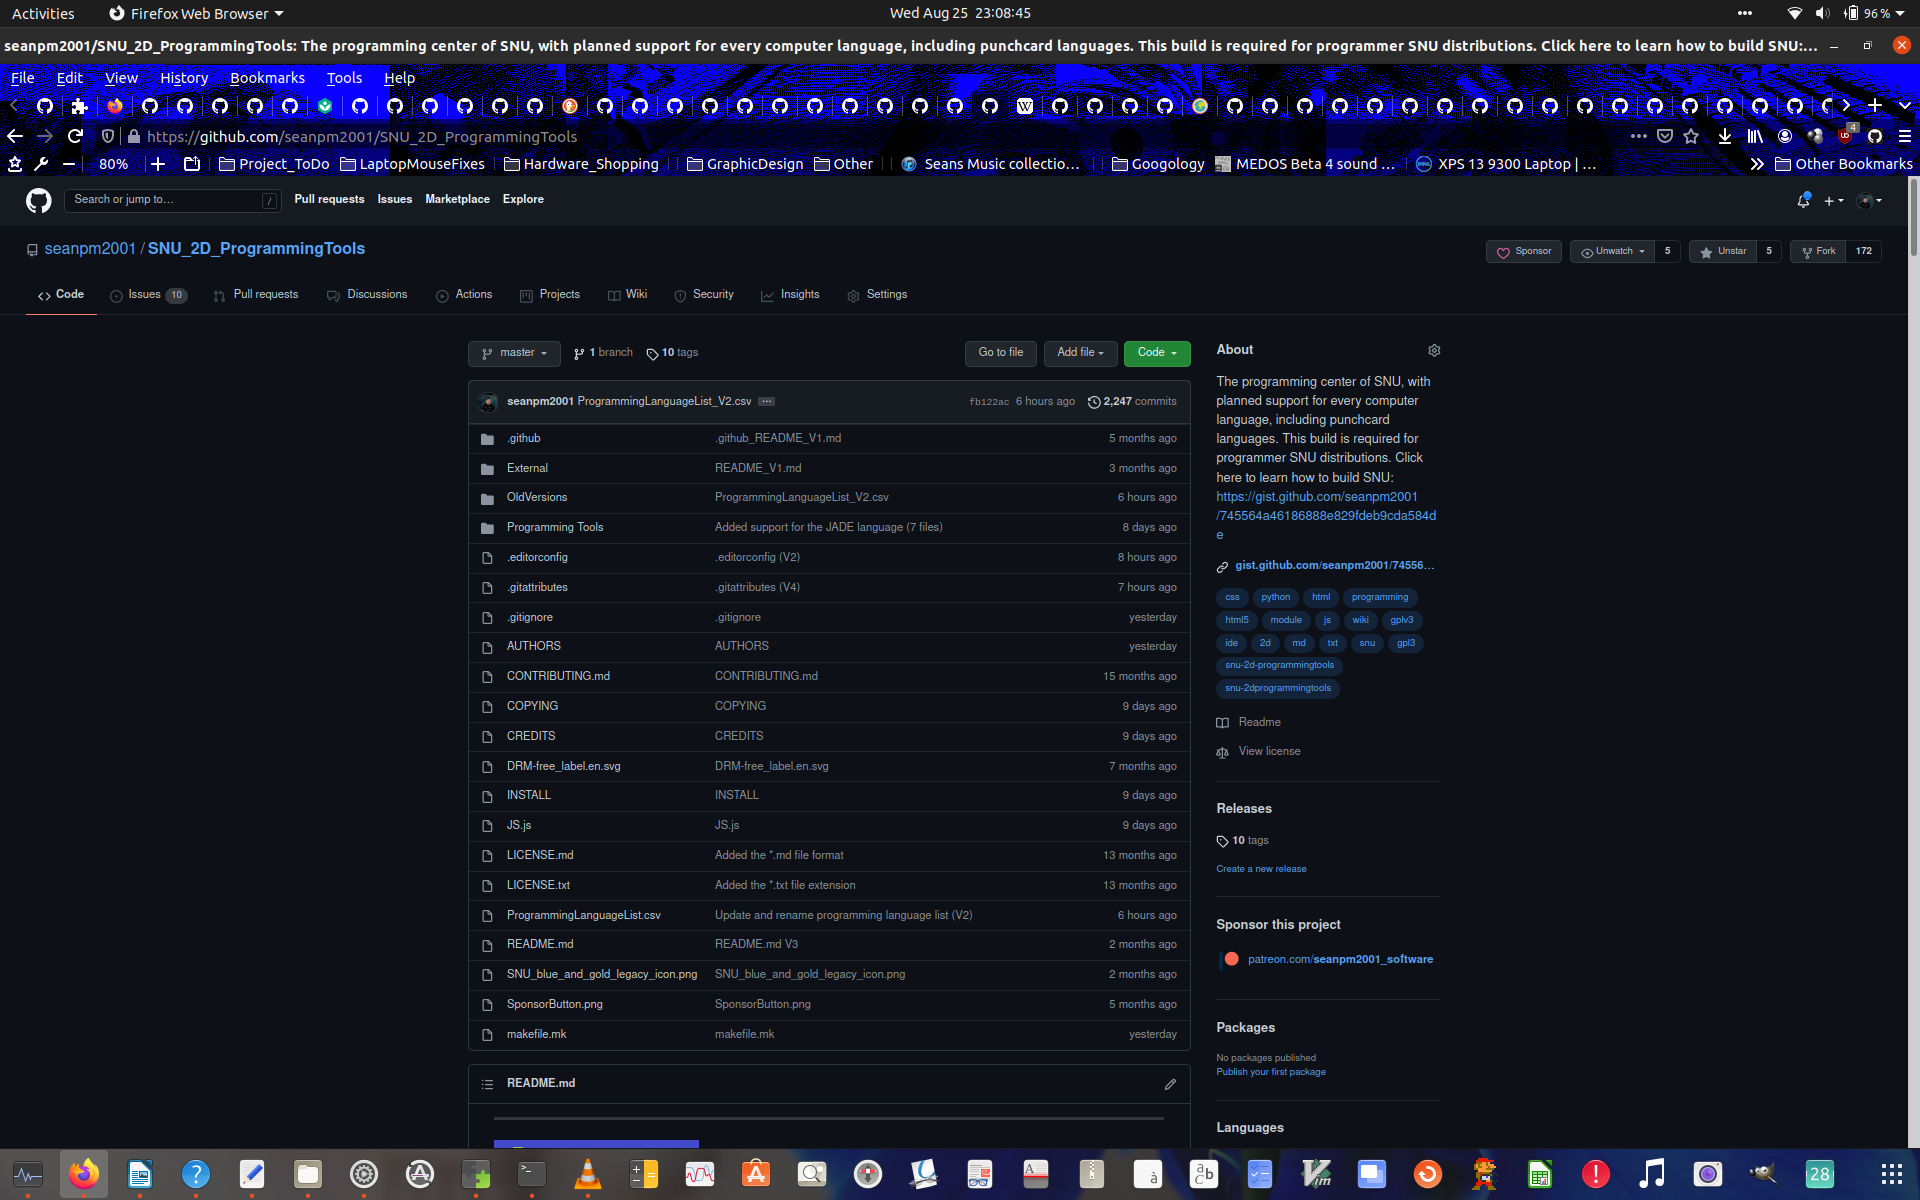 Activities Firefox Web Browser Wed Aug 25 23:08:45 96 %
seanpm2001/SNU_2D_ProgrammingTools: The programming center of SNU, with planned support for every computer language, including punchcard languages. This build is required for programmer SNU distributions. Click here to learn how to build SNU:...
File Edit View History Bookmarks Tools Help
https://github.com/seanpm2001/SNU_2D_ProgrammingTools 4
80% Project_ToDo LaptopMouseFixes Hardware_Shopping GraphicDesign Other Seans Music collectio... Googology MEDOS Beta 4 sound ... XPS 13 9300 Laptop | ... Other Bookmarks
Search or jump to... / Pull requests Issues Marketplace Explore
seanpm2001 / SNU_2D_ProgrammingTools Sponsor Unwatch 5 Unstar 5 Fork 172
Code Issues 10 Pull requests Discussions Actions Projects Wiki Security Insights Settings
master 1 branch 10 tags Go to file Add file Code
seanpm2001 ProgrammingLanguageList_V2.csv fb122ac 6 hours ago 2,247 commits
.github .github_README_V1.md 5 months ago
External README_V1.md 3 months ago
OldVersions ProgrammingLanguageList_V2.csv 6 hours ago
Programming Tools Added support for the JADE language (7 files) 8 days ago
.editorconfig .editorconfig (V2) 8 hours ago
.gitattributes .gitattributes (V4) 7 hours ago
.gitignore .gitignore yesterday
AUTHORS AUTHORS yesterday
CONTRIBUTING.md CONTRIBUTING.md 15 months ago
COPYING COPYING 9 days ago
CREDITS CREDITS 9 days ago
DRM-free_label.en.svg DRM-free_label.en.svg 7 months ago
INSTALL INSTALL 9 days ago
JS.js JS.js 9 days ago
LICENSE.md Added the *.md file format 13 months ago
LICENSE.txt Added the *.txt file extension 13 months ago
ProgrammingLanguageList.csv Update and rename programming language list (V2) 6 hours ago
README.md README.md V3 2 months ago
SNU_blue_and_gold_legacy_icon.png SNU_blue_and_gold_legacy_icon.png 2 months ago
SponsorButton.png SponsorButton.png 5 months ago
makefile.mk makefile.mk yesterday
README.md
About
The programming center of SNU, with
planned support for every computer
language, including punchcard
languages. This build is required for
programmer SNU distributions. Click
here to learn how to build SNU:
https://gist.github.com/seanpm2001
/745564a46186888e829fdeb9cda584d
e
gist.github.com/seanpm2001/74556...
css python html programming
html5 module js wiki gplv3
ide 2d md txt snu gpl3
snu-2d-programmingtools
snu-2dprogrammingtools
Readme
View license
Releases
10 tags
Create a new release
Sponsor this project
patreon.com/seanpm2001_software
Packages
No packages published
Publish your first package
Languages
28